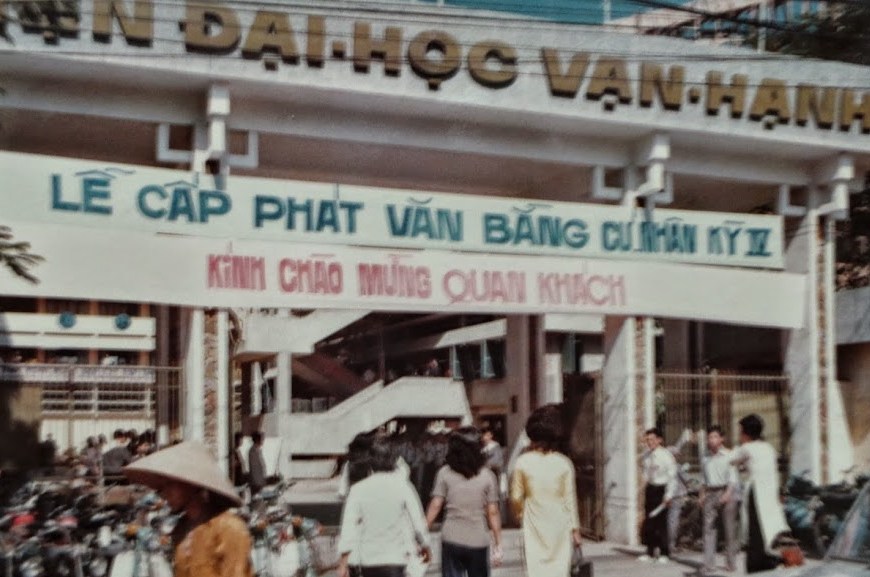 ĐẠI-HỌC VẠN-HẠNH
LỄ CẤP PHÁT VĂN BẰNG CỬ NHÂN KỲ IV
KÍNH CHÀO MỪNG QUAN KHÁCH